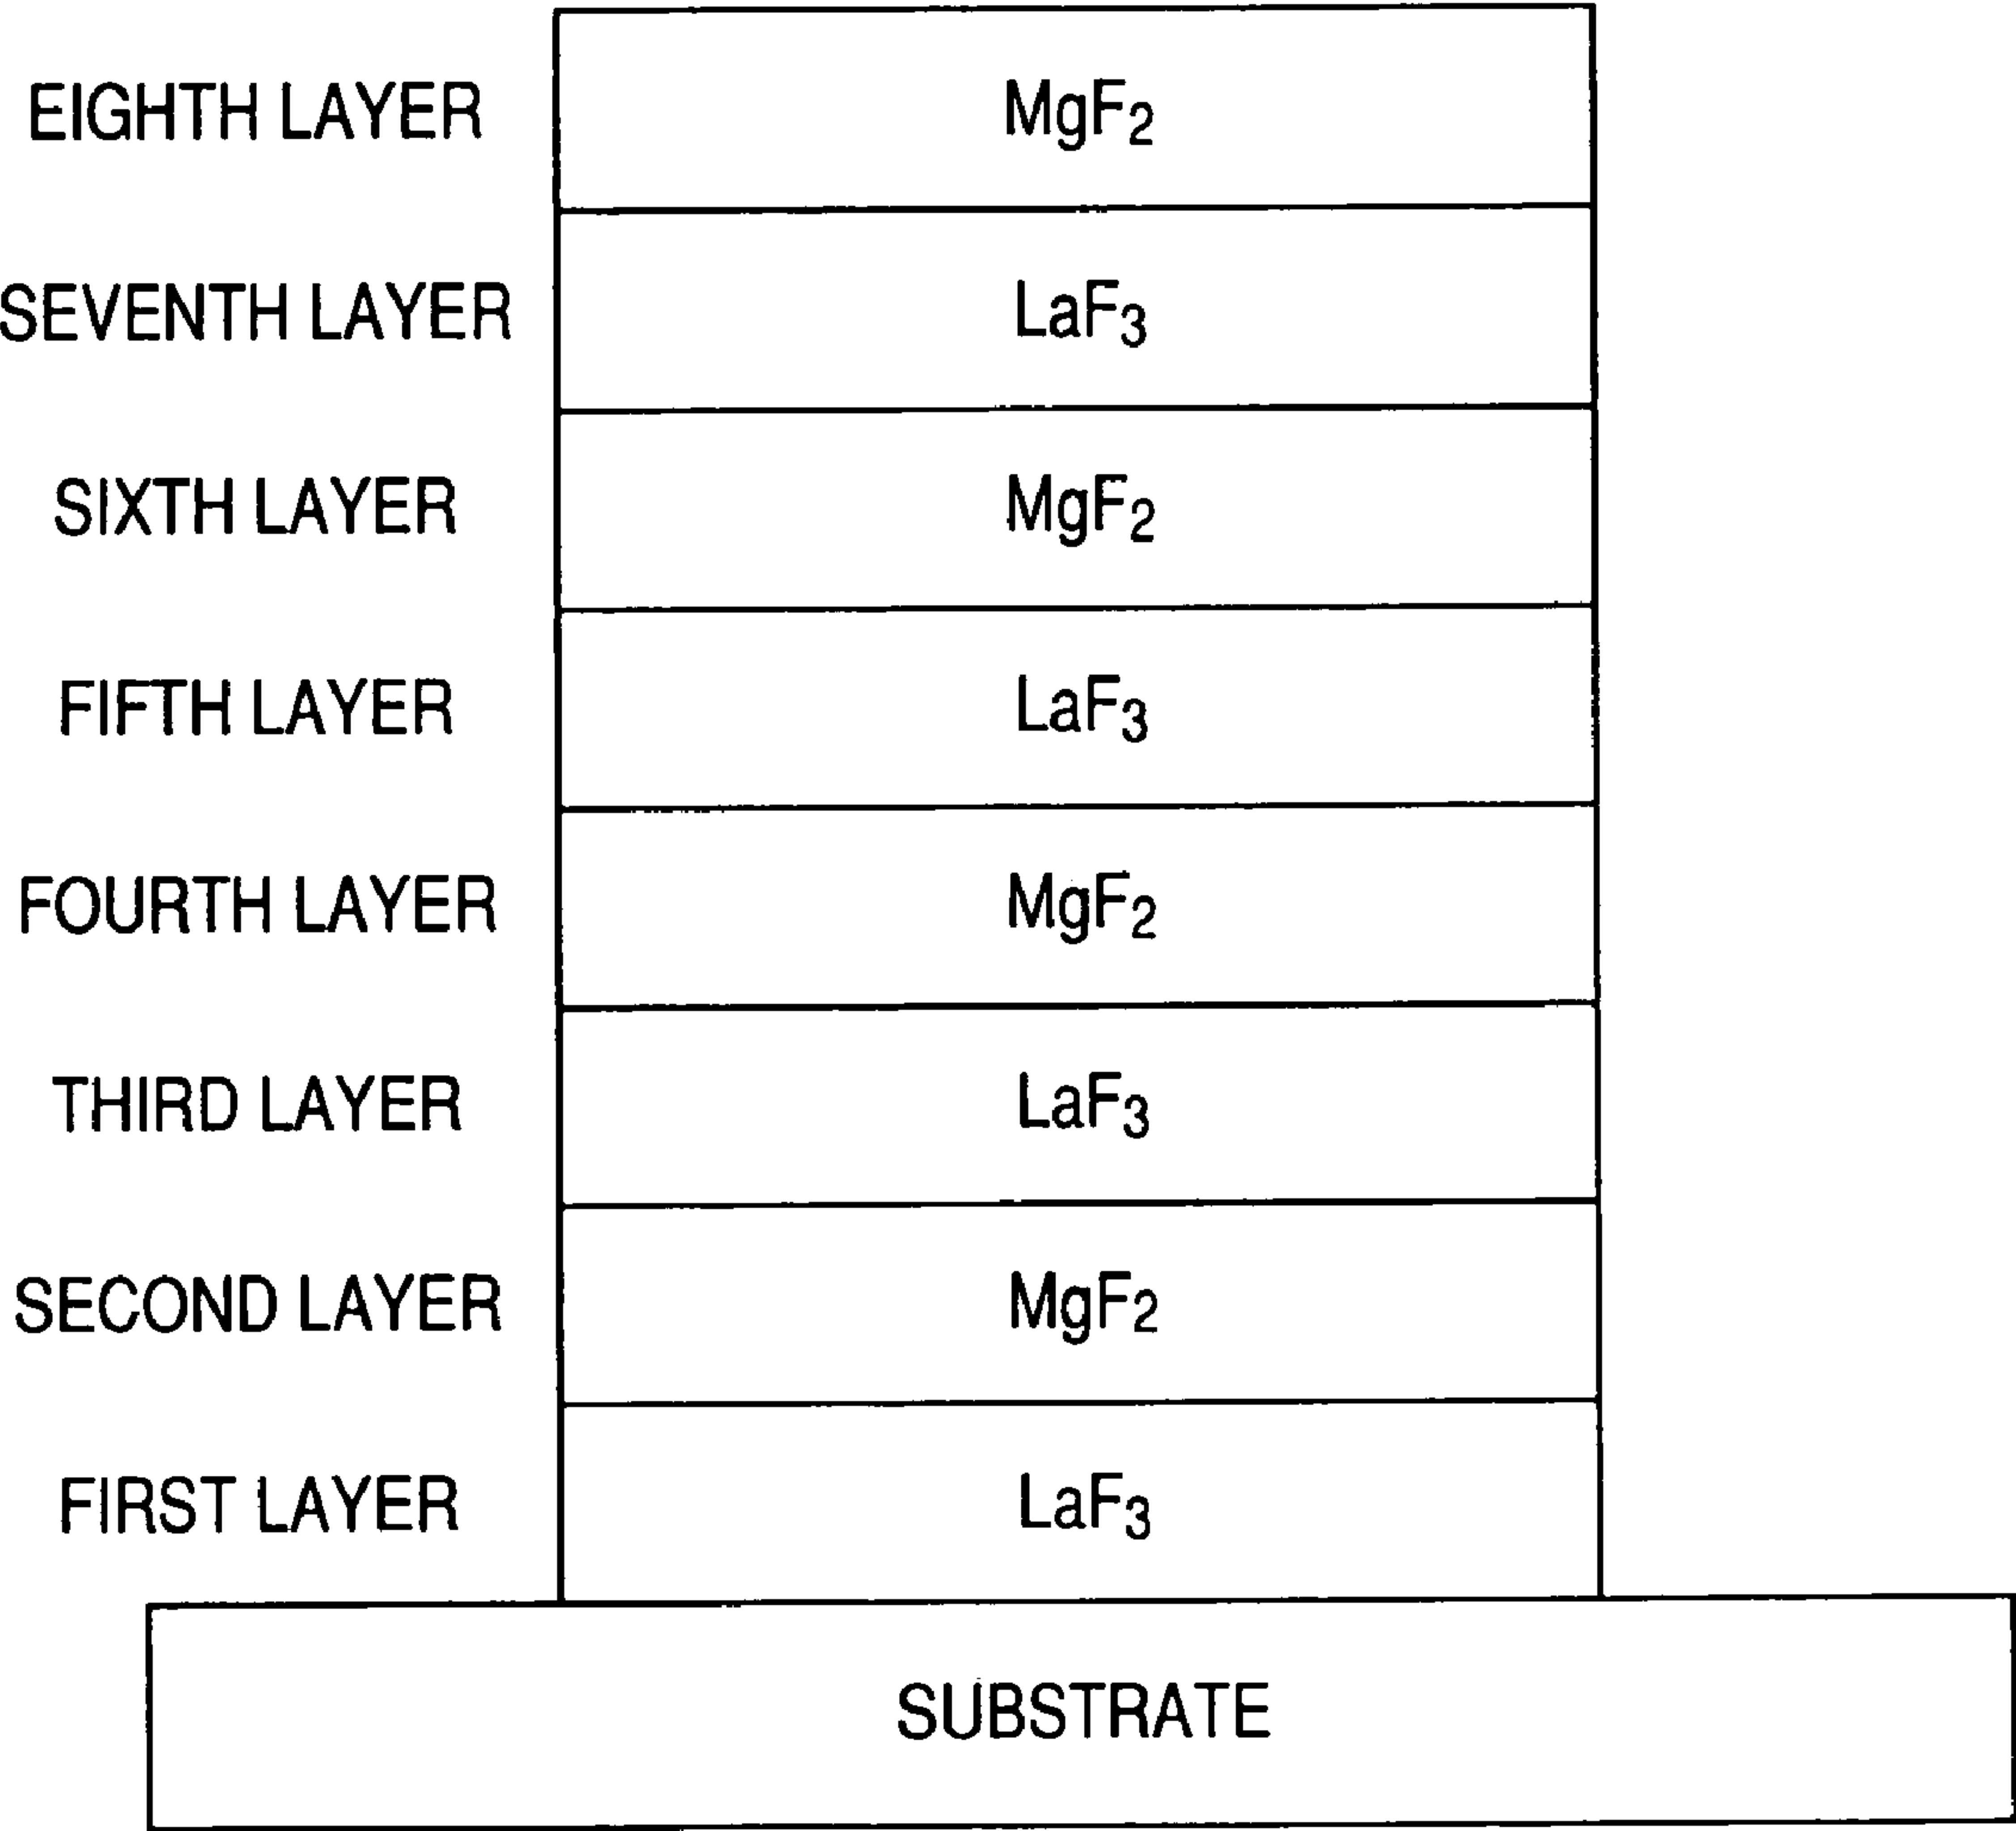 EIGHTH LAYER MgF2
SEVENTH LAYER LaF3
SIXTH LAYER MgF2
FIFTH LAYER LaF3
FOURTH LAYER MgF2
THIRD LAYER LaF3
SECOND LAYER MgF2
FIRST LAYER LaF3
SUBSTRATE